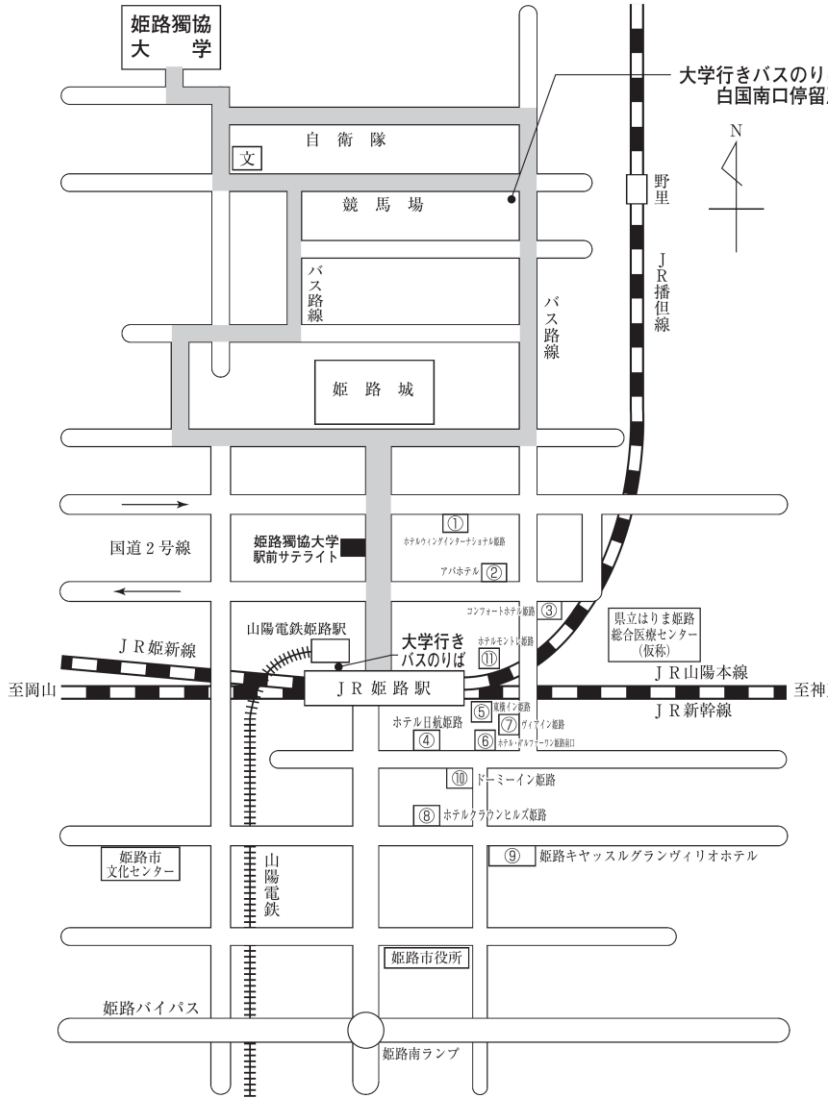 姫路獨協
大　学
大学行きバスのり
白国南口停留
N
自衛隊
文
競馬場
野里
JR播但線
バス路線
バス路線
姫路城
①
ホテルウィングインターナショナル姫路
国道２号線
姫路獨協大学
駅前サテライト
アパホテル
②
コンフォートホテル姫路
③
県立はりま姫路
総合医療センター
(仮称)
山陽電鉄姫路駅
大学行き
バスのりば
ホテルモントレ姫路
⑪
JR姫新線
JR山陽本線
至岡山
JR姫路駅
至神
JR新幹線
⑤
東横イン姫路
⑦
ヴィアイン姫路
ホテル日航姫路
④
⑥
⑩
ドーミーイン姫路
⑧
ホテルクラウンヒルズ姫路
姫路市
文化センター
山陽電鉄
⑨
姫路キヤッスルグランヴィリオホテル
姫路市役所
姫路バイパス
姫路南ランプ